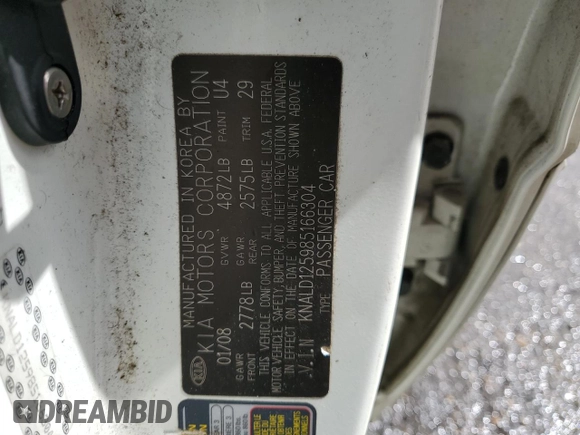 KIA
MANUFACTURED IN KOREA BY
KIA MOTORS CORPORATION
01/08 GVWR 4872LB PAINT U4
GAWR FRONT 2778LB GAWR REAR 2575LB TRIM 29
THIS VEHICLE CONFORMS TO ALL APPLICABLE U.S.A. FEDERAL
VEHICLE SAFETY, BUMPER, AND THEFT PREVENTION STANDARDS
IN EFFECT ON THE DATE OF MANUFACTURE SHOWN ABOVE
V.I.N KNALD125985166304
TYPE: PASSENGER CAR
DREAMBID